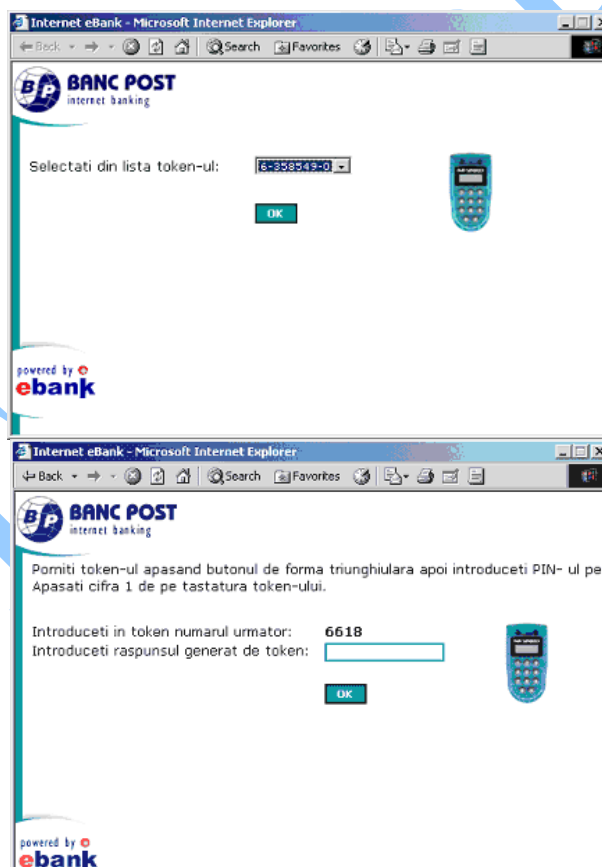 Internet eBank - Microsoft Internet Explorer
Back Search Favorites
BP BANC POST
internet banking
Selectati din lista token-ul: 6-358549-0
OK
powered by e
ebank
Internet eBank - Microsoft Internet Explorer
Back Search Favorites
BP BANC POST
internet banking
Porniti token-ul apasand butonul de forma triunghiulara apoi introduceti PIN- ul pe
Apasati cifra 1 de pe tastatura token-ului.
Introduceti in token numarul urmator: 6618
Introduceti raspunsul generat de token:
OK
powered by e
ebank